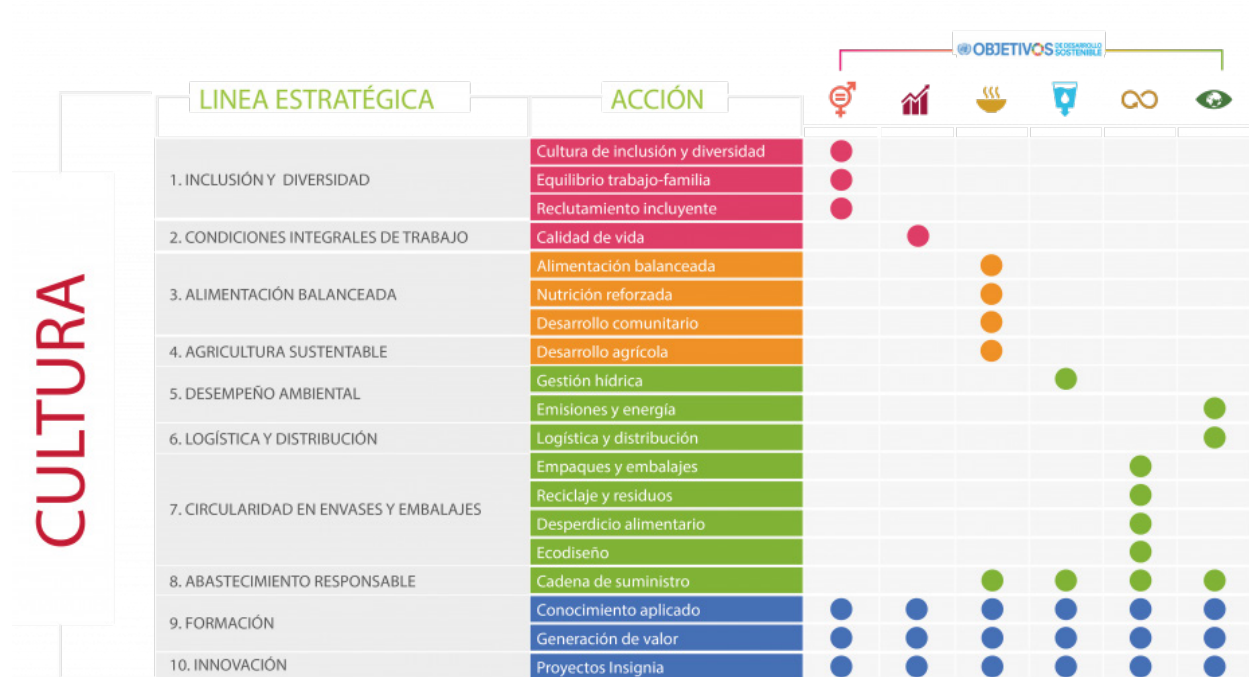 OBJETIVOS DE DESARROLLO SOSTENIBLE
LINEA ESTRATÉGICA
ACCIÓN
CULTURA
1. INCLUSIÓN Y DIVERSIDAD
Cultura de inclusión y diversidad
Equilibrio trabajo-familia
Reclutamiento incluyente
2. CONDICIONES INTEGRALES DE TRABAJO
Calidad de vida
3. ALIMENTACIÓN BALANCEADA
Alimentación balanceada
Nutrición reforzada
Desarrollo comunitario
4. AGRICULTURA SUSTENTABLE
Desarrollo agrícola
5. DESEMPEÑO AMBIENTAL
Gestión hídrica
Emisiones y energía
6. LOGÍSTICA Y DISTRIBUCIÓN
Logística y distribución
7. CIRCULARIDAD EN ENVASES Y EMBALAJES
Empaques y embalajes
Reciclaje y residuos
Desperdicio alimentario
Ecodiseño
8. ABASTECIMIENTO RESPONSABLE
Cadena de suministro
9. FORMACIÓN
Conocimiento aplicado
Generación de valor
10. INNOVACIÓN
Proyectos Insignia